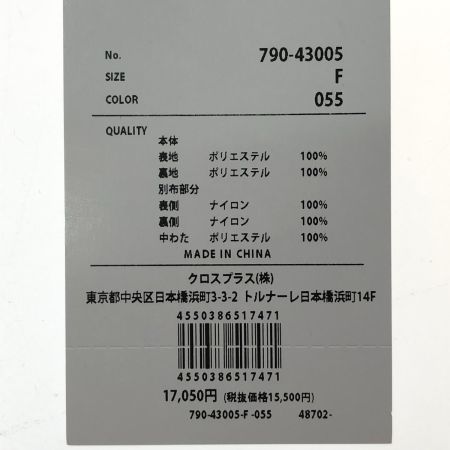 No. 790-43005
SIZE F
COLOR 055
QUALITY
本体
表地 ポリエステル 100%
裏地 ポリエステル 100%
別布部分
表側 ナイロン 100%
裏側 ナイロン 100%
中わた ポリエステル 100%
MADE IN CHINA
クロスプラス(株)
東京都中央区日本橋浜町3-3-2 トルナーレ日本橋浜町14F
4550386517471
4550386517471
17,050円 (税抜価格15,500円)
790-43005-F -055 48702-